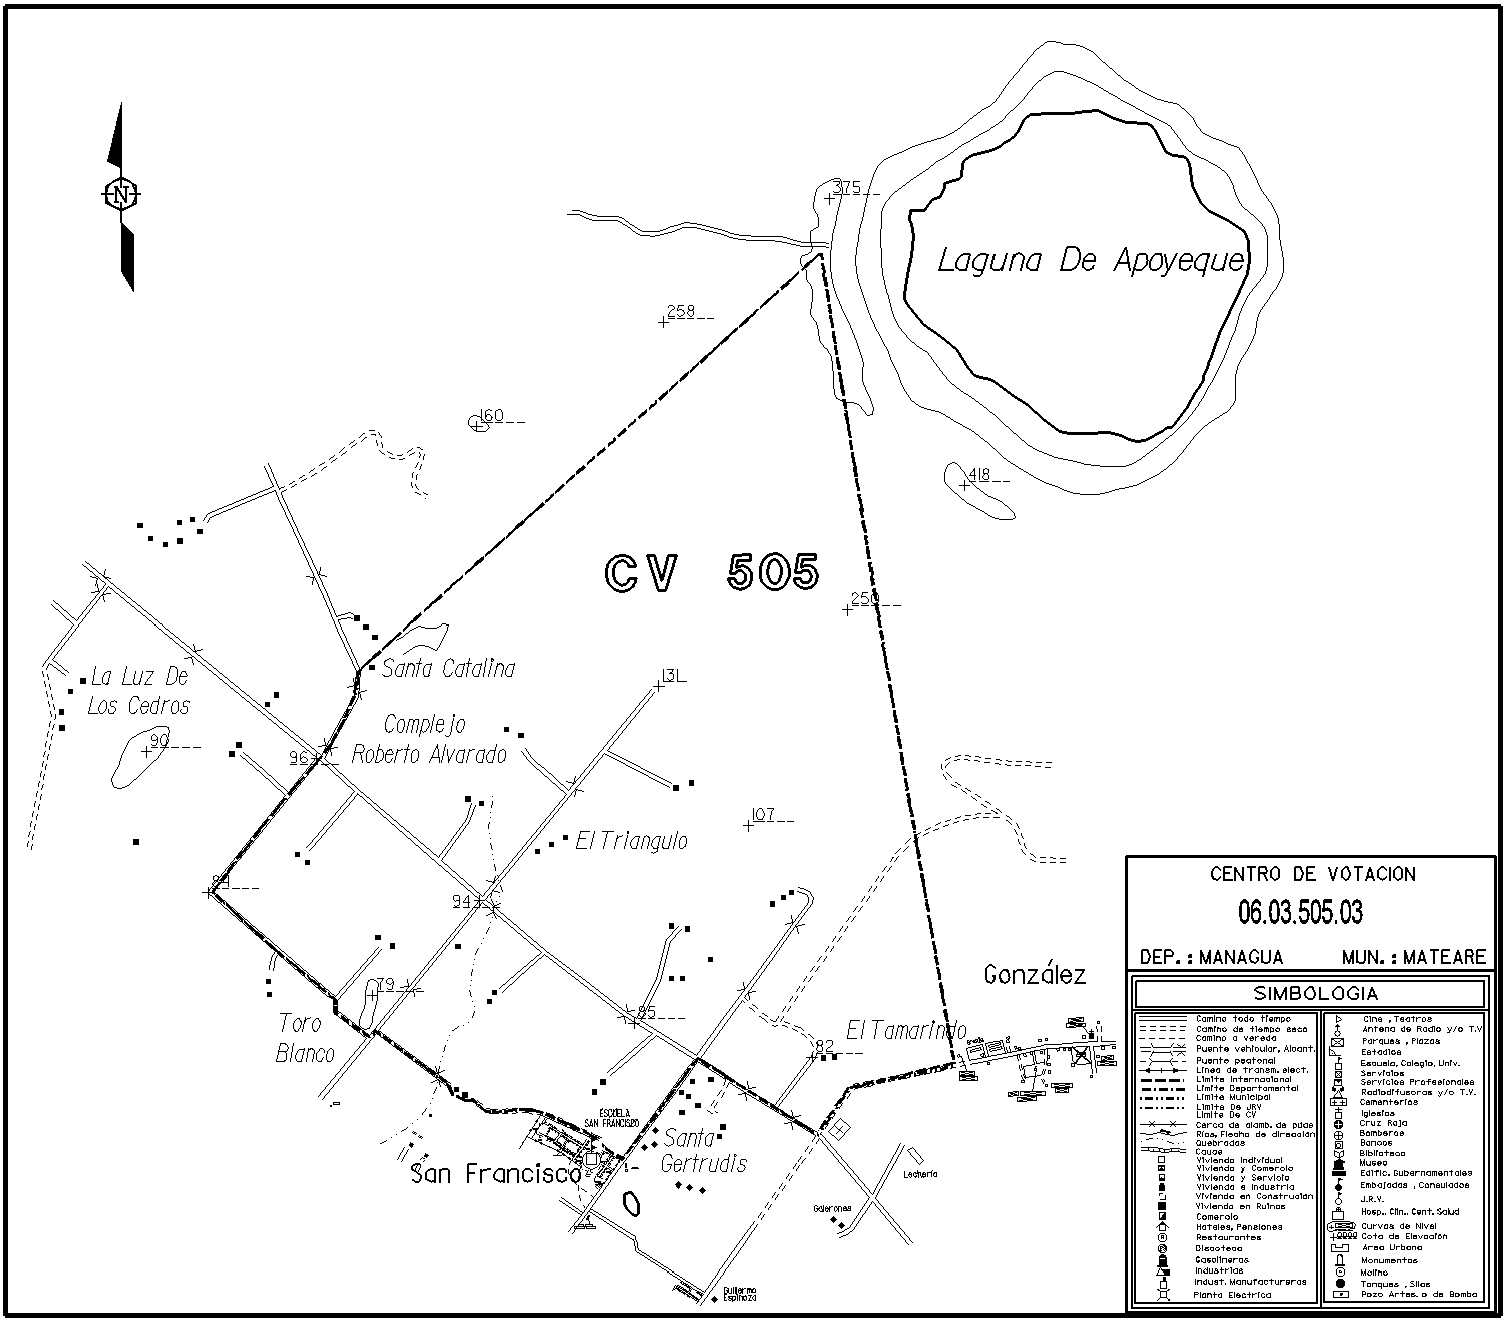 N
375
Laguna De Apoyeque
258
160
418
CV 505
250
Santa Catalina
La Luz De
Los Cedros
131
Complejo
Roberto Alvarado
90
96
107
El Triangulo
84
94
79
85
Toro
Blanco
El Tamarindo
82
González
ESCUELA
SAN FRANCISCO
Santa
Gertrudis
San Francisco
Lecheria
Galerones
Guillermo
Espinoza
CENTRO DE VOTACION
06.03.505.03
DEP.: MANAGUA MUN.: MATEARE
SIMBOLOGIA
Camino todo tiempo
Camino de tiempo seco
Camino o vereda
Puente vehicular, Alcant.
Puente peatonal
Linea de transm. elect.
Limite Internacional
Limite Departamental
Limite Municipal
Limite De JRV
Limite De CV
Cerca de alamb. de puas
Rios, Flecha de direccion
Quebradas
Cauce
Vivienda Individual
Vivienda y Comercio
Vivienda y Servicio
Vivienda e Industria
Vivienda en Construcion
Vivienda en Ruinas
Comercio
Hoteles, Pensiones
Restaurantes
Discoteca
Gasolineras
Industrias
Indust. Manufactureras
Planta Electrica
Cine , Teatros
Antena de Radio y/o T.V
Parques , Plazas
Estadios
Escuela, Colegio, Univ.
Servicios
Servicios Profesionales
Radiodifusoras y/o T.V.
Cementerios
Iglesias
Cruz Roja
Bomberos
Bancos
Biblioteca
Museo
Edific. Gubernamentales
Embajadas , Consulados
J.R.V.
Hosp., Clin., Cent. Salud
Curvas de Nivel
Cota de Elevación
Area Urbana
Monumentos
Molino
Tanques , Silos
Pozo Artes. o de Bomba